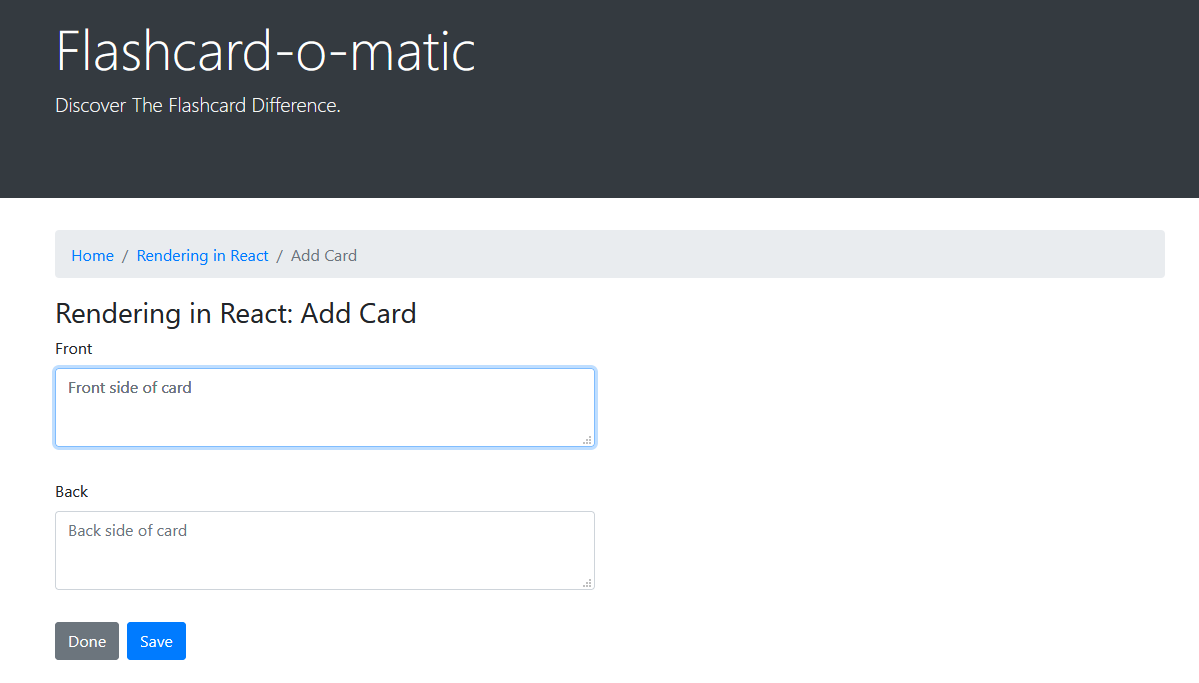 Flashcard-o-matic
Discover The Flashcard Difference.
Home / Rendering in React / Add Card
Rendering in React: Add Card
Front
Front side of card
Back
Back side of card
Done Save